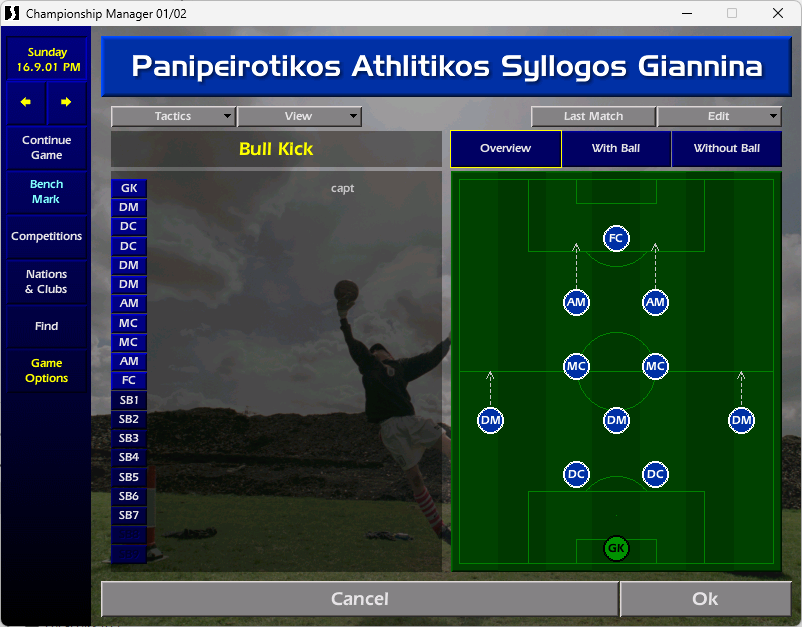 Championship Manager 01/02
Sunday
16.9.01 PM
Continue
Game
Bench
Mark
Competitions
Nations
& Clubs
Find
Game
Options
Panipeirotikos Athlitikos Syllogos Giannina
Tactics
View
Last Match
Edit
Bull Kick
Overview
With Ball
Without Ball
GK capt
DM
DC
DC
DM
DM
AM
MC
MC
AM
FC
SB1
SB2
SB3
SB4
SB5
SB6
SB7
FC
AM AM
MC MC
DM DM DM
DC DC
GK
Cancel
Ok